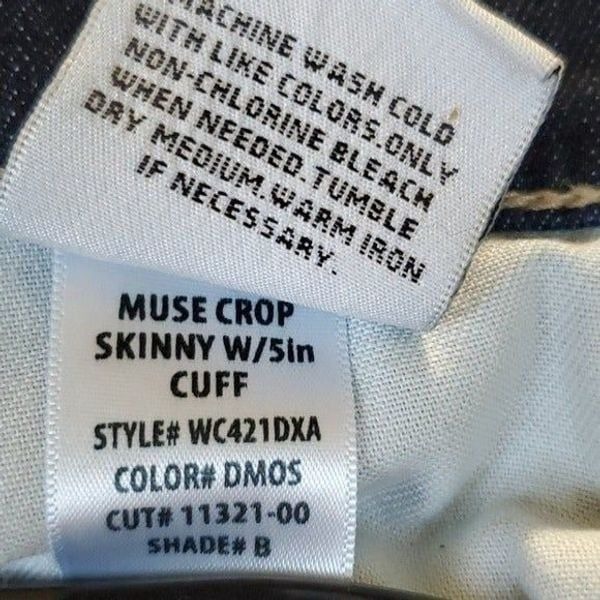 MACHINE WASH COLD
WITH LIKE COLORS.ONLY
NON-CHLORINE BLEACH
WHEN NEEDED.TUMBLE
DRY MEDIUM.WARM IRON
IF NECESSARY.
MUSE CROP
SKINNY W/5in
CUFF
STYLE# WC421DXA
COLOR# DMOS
CUT# 11321-00
SHADE# B